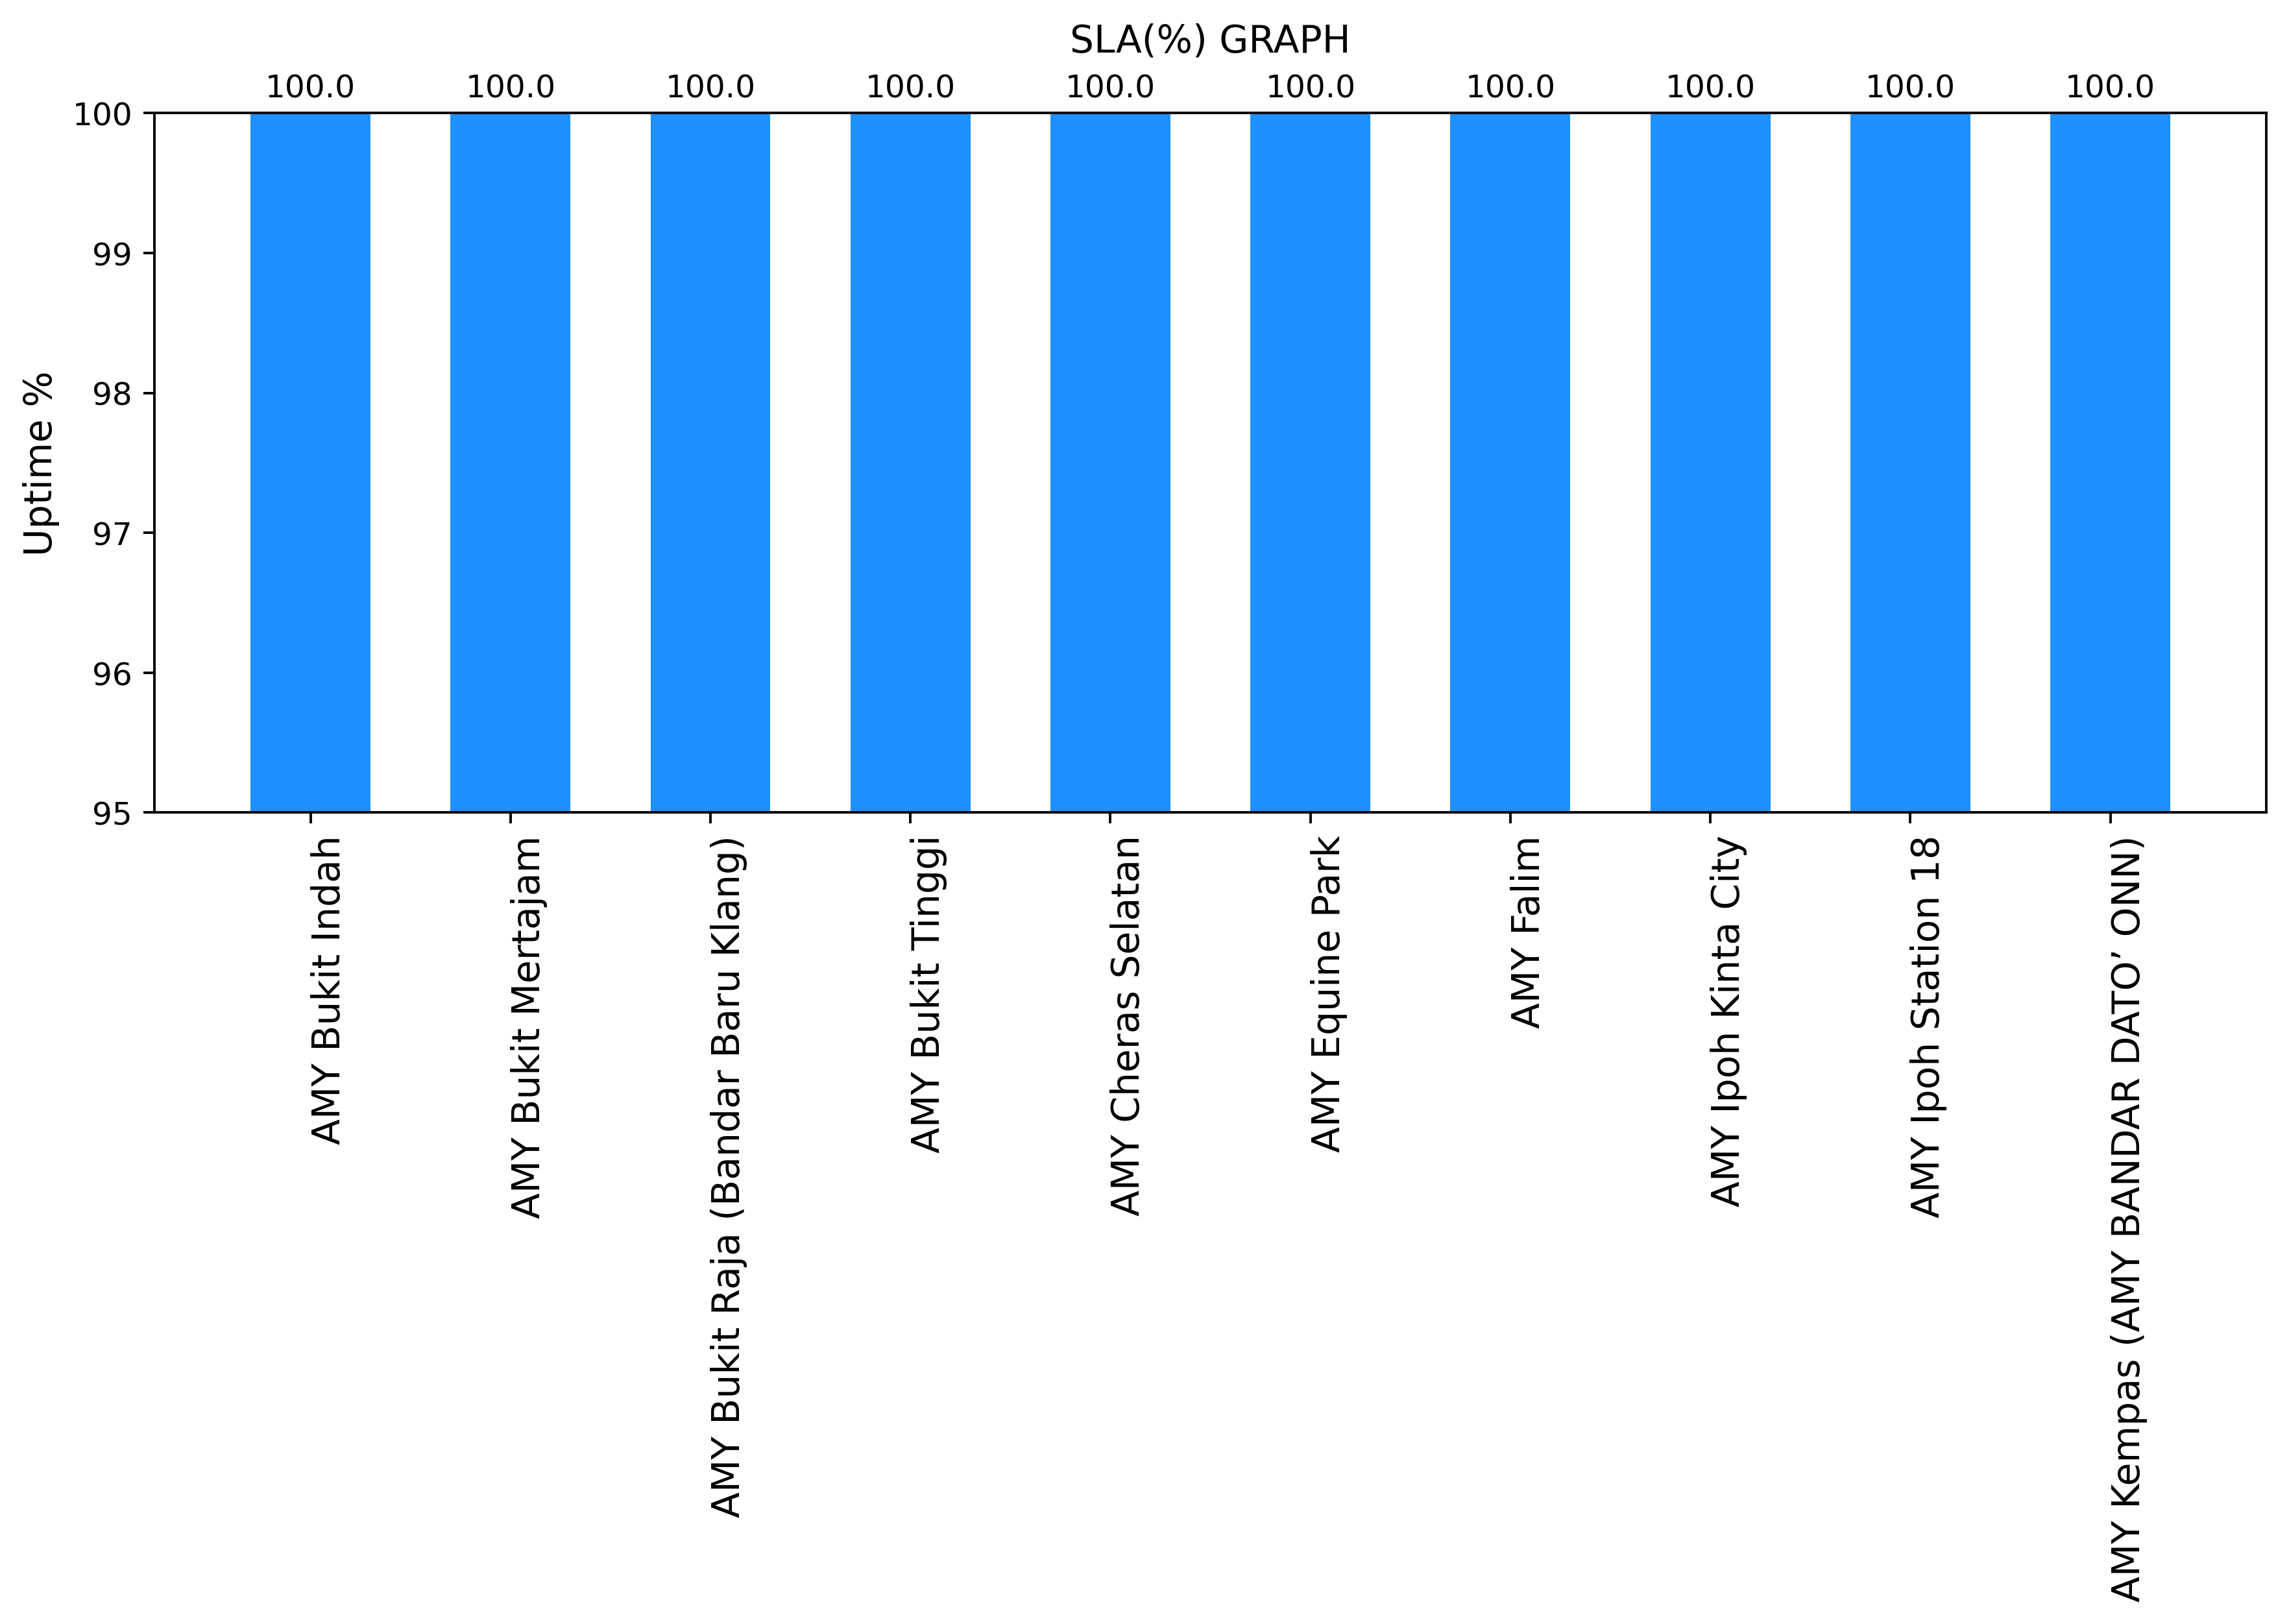 SLA(%) GRAPH
100.0 100.0 100.0 100.0 100.0 100.0 100.0 100.0 100.0 100.0
100
99
98
97
96
95
Uptime %
AMY Bukit Indah
AMY Bukit Mertajam
AMY Bukit Raja (Bandar Baru Klang)
AMY Bukit Tinggi
AMY Cheras Selatan
AMY Equine Park
AMY Falim
AMY Ipoh Kinta City
AMY Ipoh Station 18
AMY Kempas (AMY BANDAR DATO’ ONN)